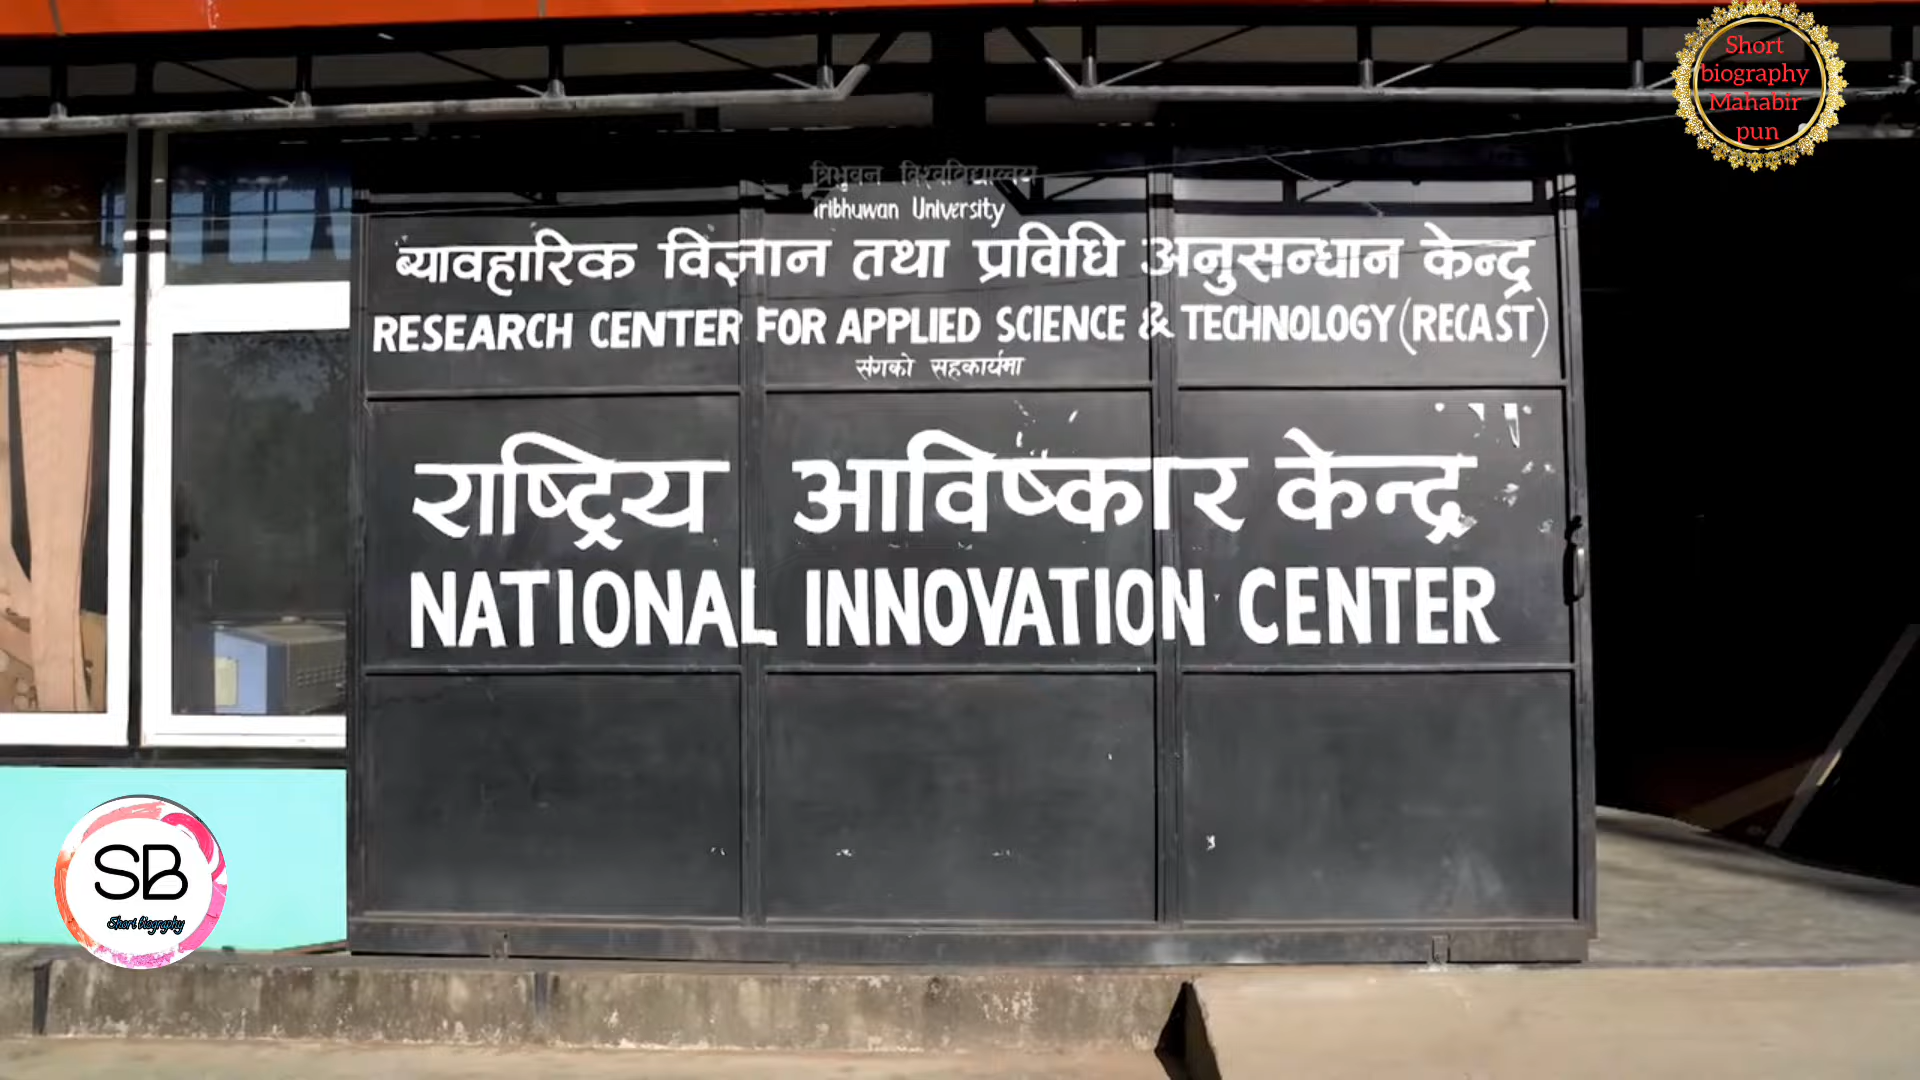 Short
biography
Mahabir
pun
त्रिभुवन विश्वविद्यालय
Tribhuwan University
ब्यावहारिक विज्ञान तथा प्रविधि अनुसन्धान केन्द्र
RESEARCH CENTER FOR APPLIED SCIENCE & TECHNOLOGY (RECAST)
संगको सहकार्यमा
राष्ट्रिय आविष्कार केन्द्र
NATIONAL INNOVATION CENTER
SB
Short Biography